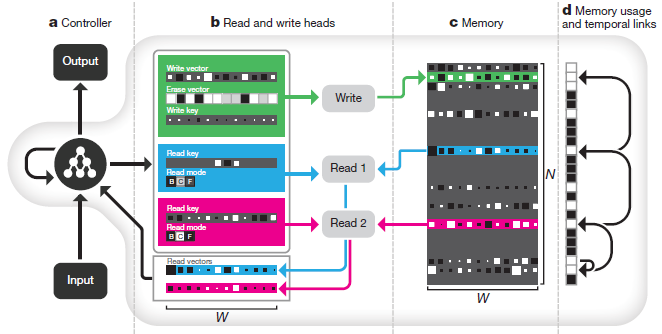 a Controller
b Read and write heads
c Memory
d Memory usage
and temporal links
Output
Input
Write vector
Erase vector
Write key
Read key
Read mode
B C F
Read key
Read mode
B C F
Read vectors
W
Write
Read 1
Read 2
N
W